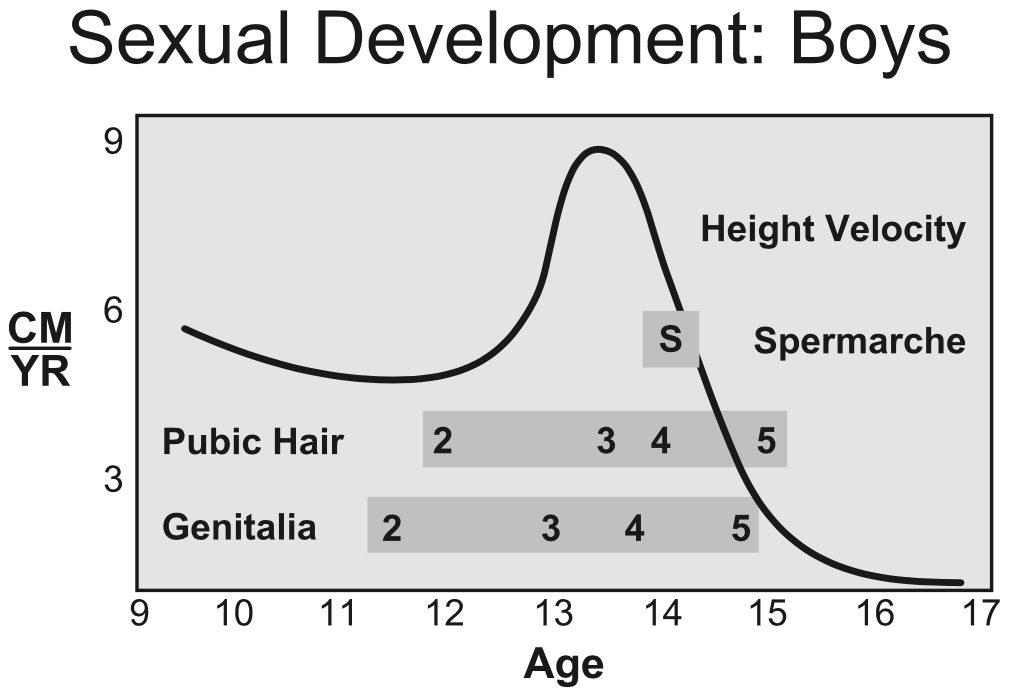 Sexual Development: Boys
9
Height Velocity
6
CM
YR
S
Spermarche
Pubic Hair 2 3 4 5
3
Genitalia 2 3 4 5
9 10 11 12 13 14 15 16 17
Age